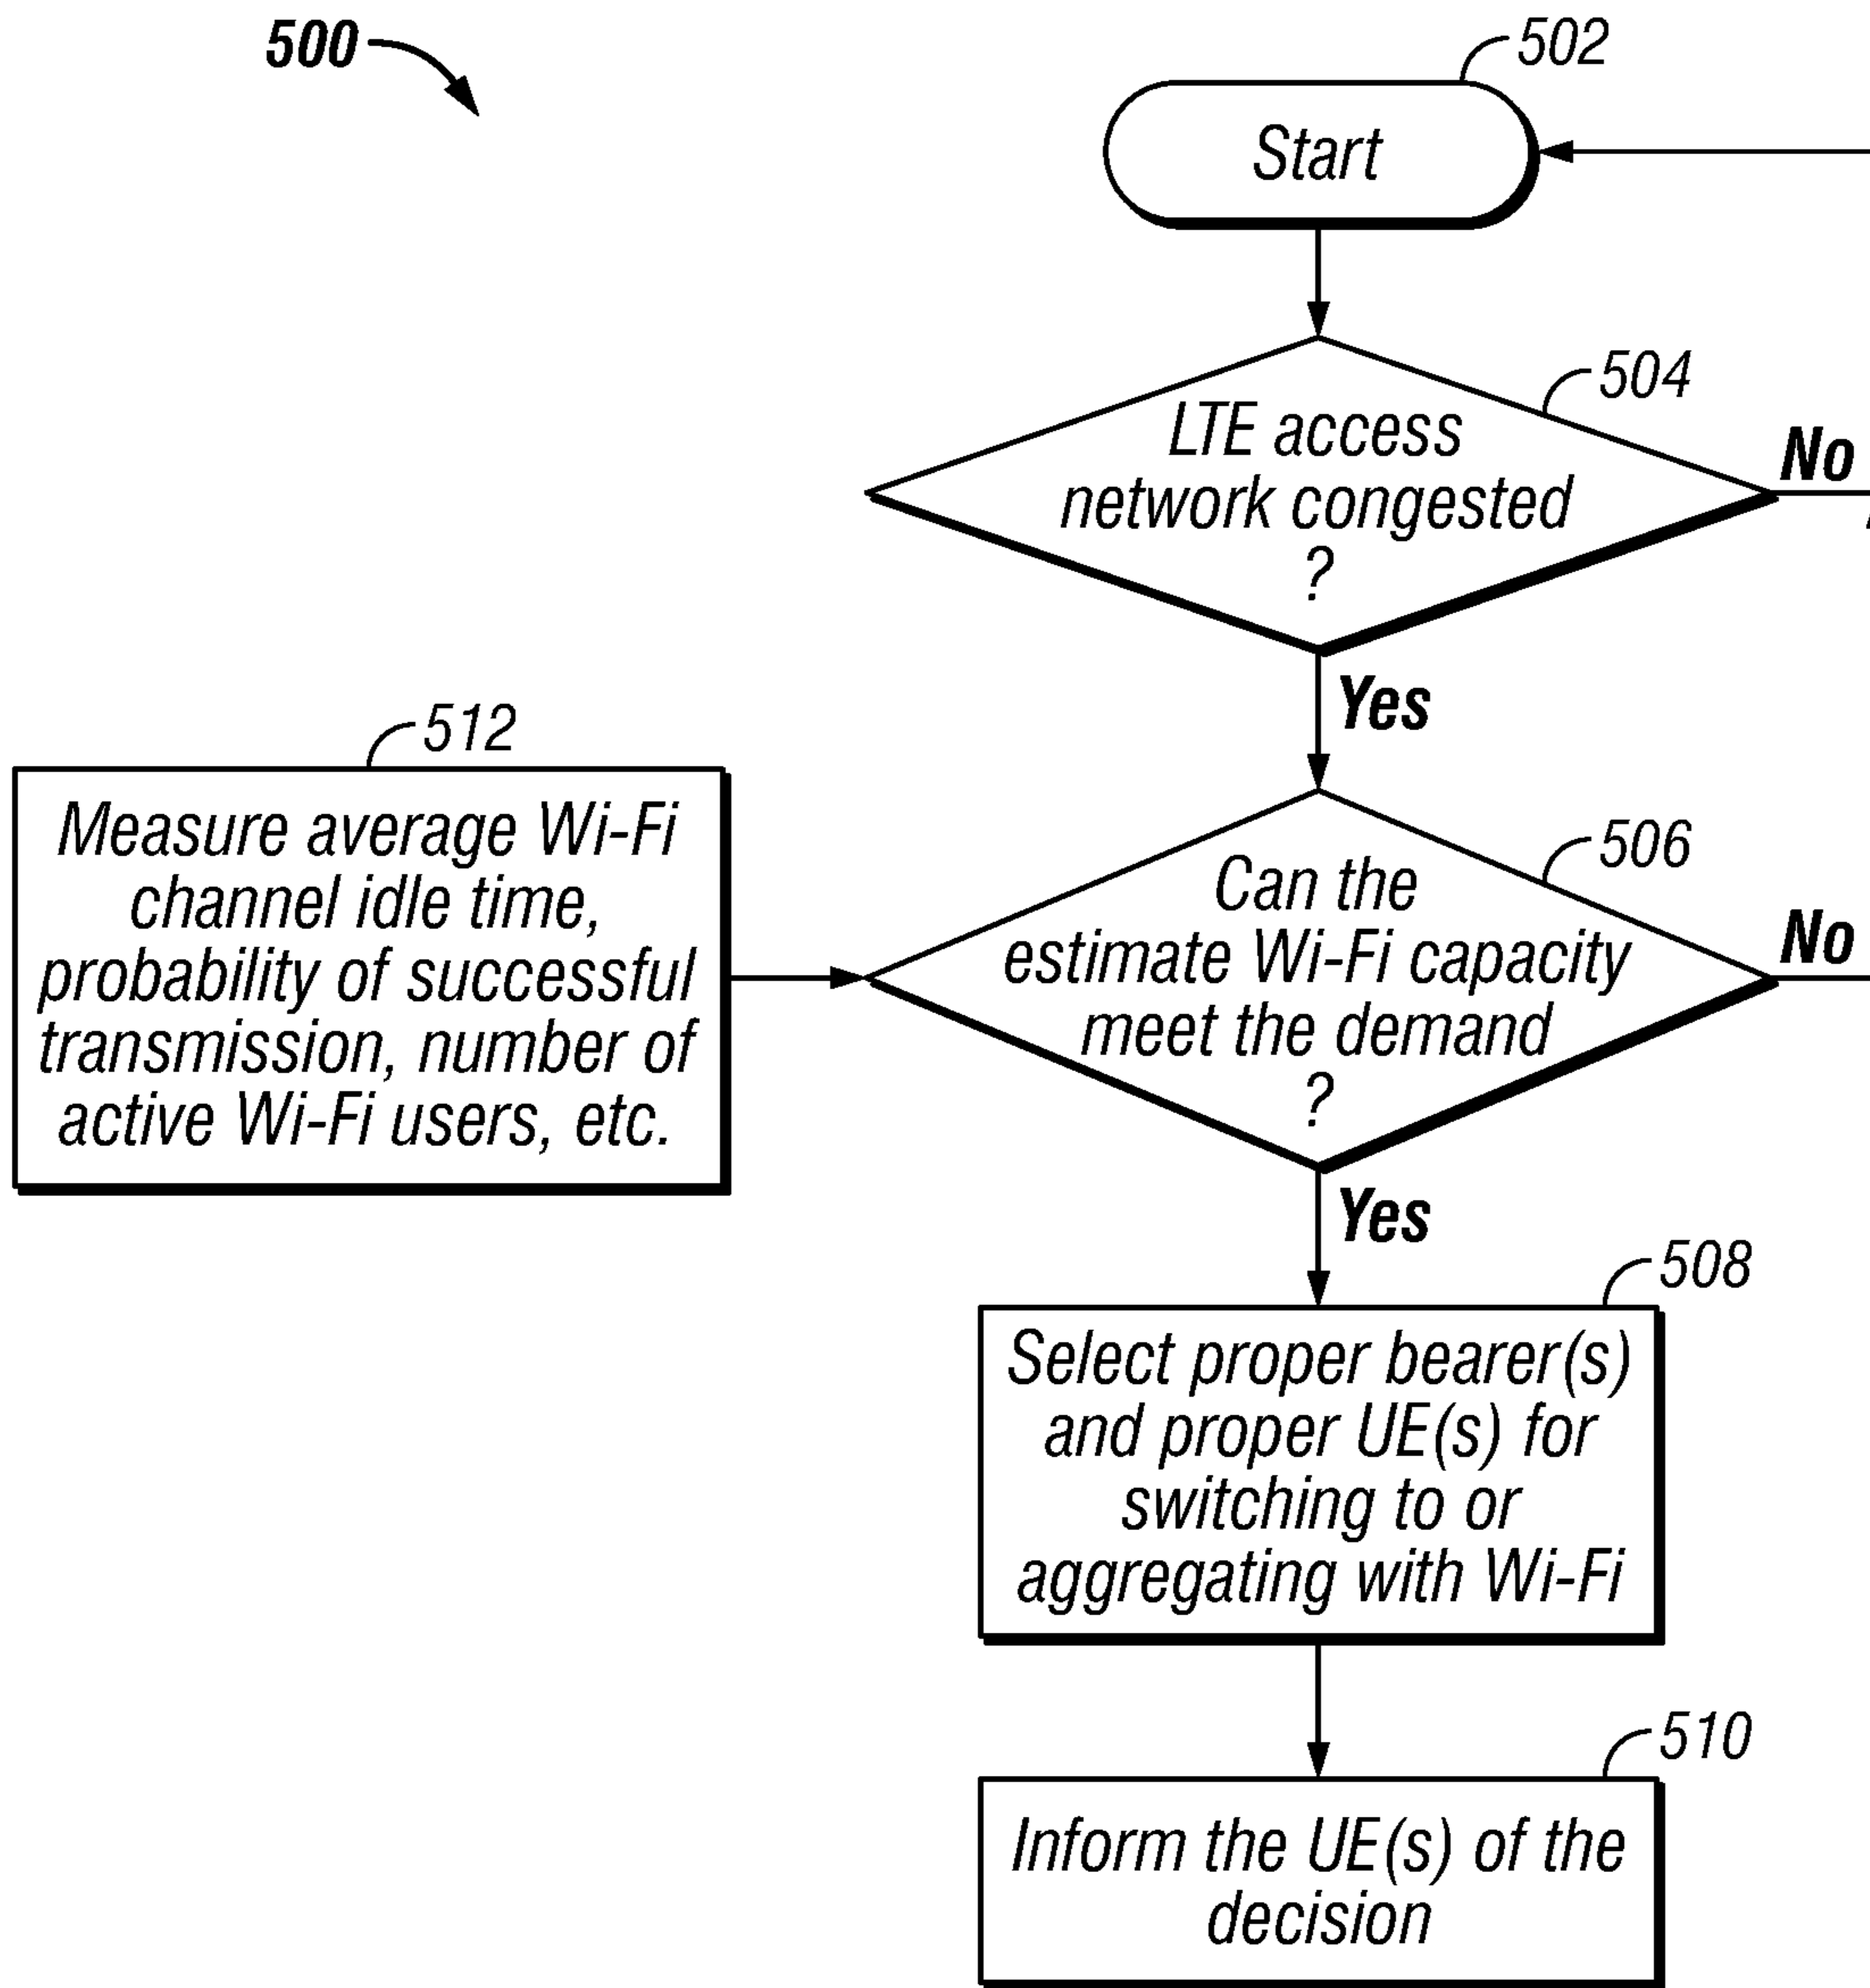 500
502
Start
504
LTE access
network congested
?
No
Yes
512
Measure average Wi-Fi
channel idle time,
probability of successful
transmission, number of
active Wi-Fi users, etc.
506
Can the
estimate Wi-Fi capacity
meet the demand
?
No
Yes
508
Select proper bearer(s)
and proper UE(s) for
switching to or
aggregating with Wi-Fi
510
Inform the UE(s) of the
decision